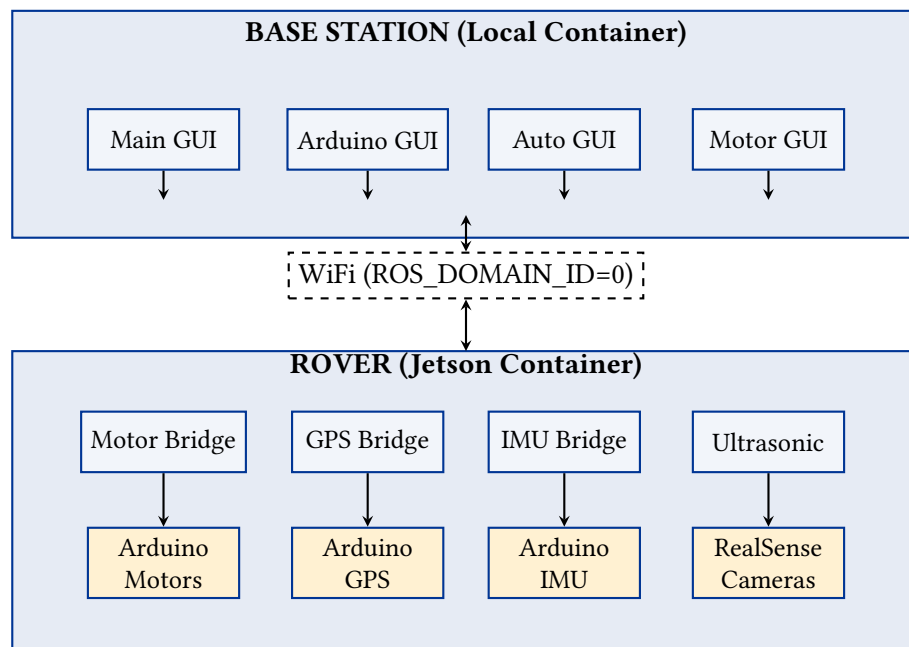 BASE STATION (Local Container)
Main GUI
Arduino GUI
Auto GUI
Motor GUI
WiFi (ROS_DOMAIN_ID=0)
ROVER (Jetson Container)
Motor Bridge
GPS Bridge
IMU Bridge
Ultrasonic
Arduino
Motors
Arduino
GPS
Arduino
IMU
RealSense
Cameras